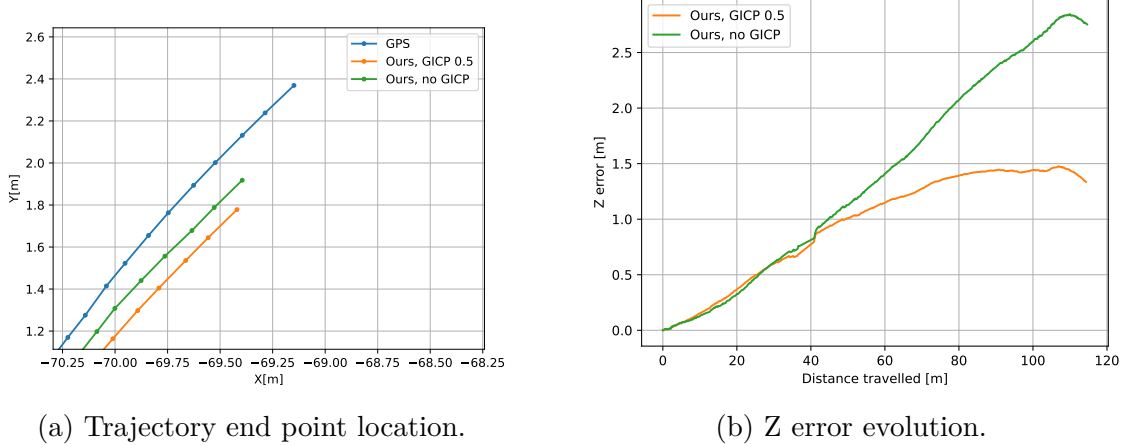 2.6
2.4
2.2
2.0
1.8
1.6
1.4
1.2
Y[m]
GPS
Ours, GICP 0.5
Ours, no GICP
−70.25 −70.00 −69.75 −69.50 −69.25 −69.00 −68.75 −68.50 −68.25
X[m]
(a) Trajectory end point location.
Ours, GICP 0.5
Ours, no GICP
2.5
2.0
1.5
1.0
0.5
0.0
Z error [m]
0 20 40 60 80 100 120
Distance travelled [m]
(b) Z error evolution.